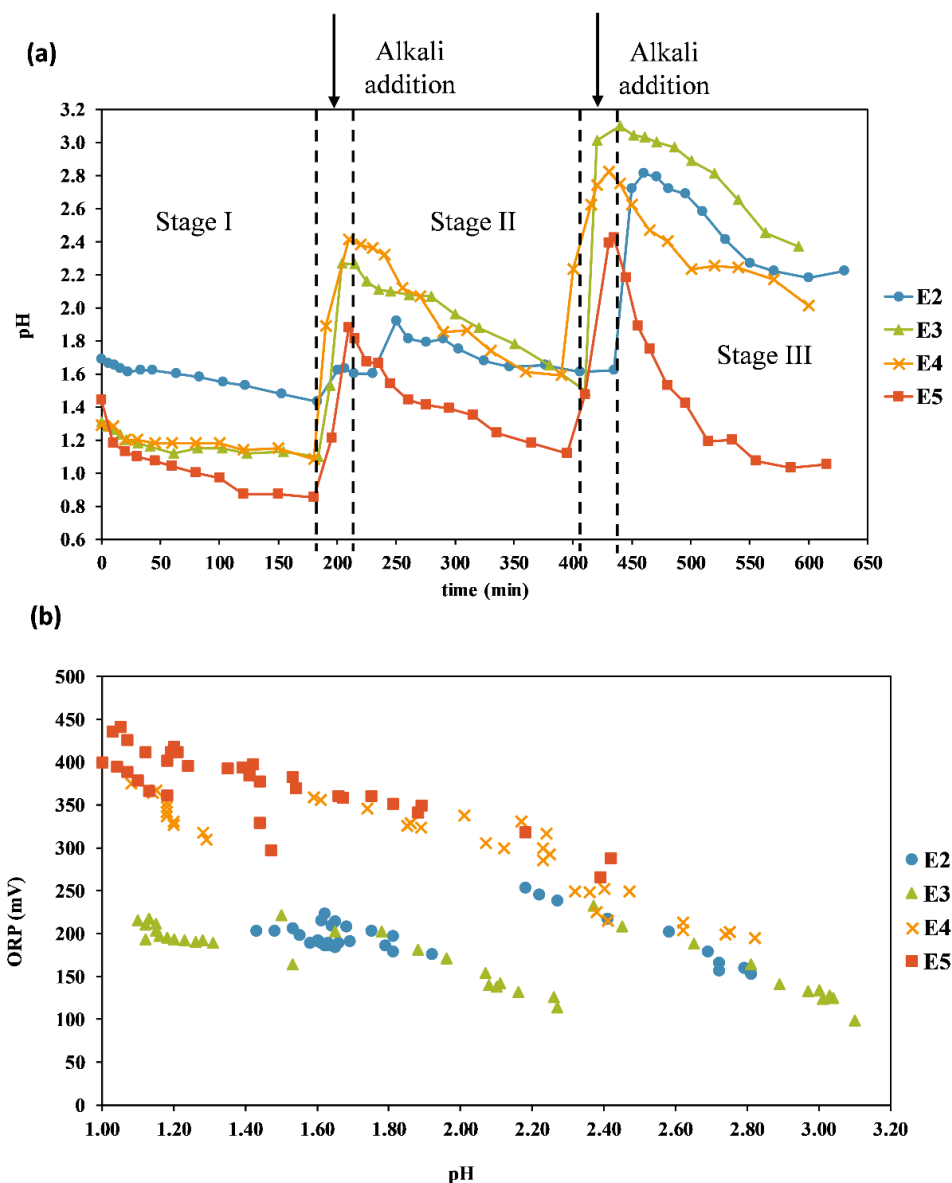 (a)
Alkali
addition
Alkali
addition
3.2
3.0
2.8
2.6
2.4
2.2
2.0
1.8
1.6
1.4
1.2
1.0
0.8
0.6
pH
Stage I
Stage II
Stage III
E2
E3
E4
E5
0 50 100 150 200 250 300 350 400 450 500 550 600 650
time (min)
(b)
500
450
400
350
300
250
200
150
100
50
0
ORP (mV)
E2
E3
E4
E5
1.00 1.20 1.40 1.60 1.80 2.00 2.20 2.40 2.60 2.80 3.00 3.20
pH